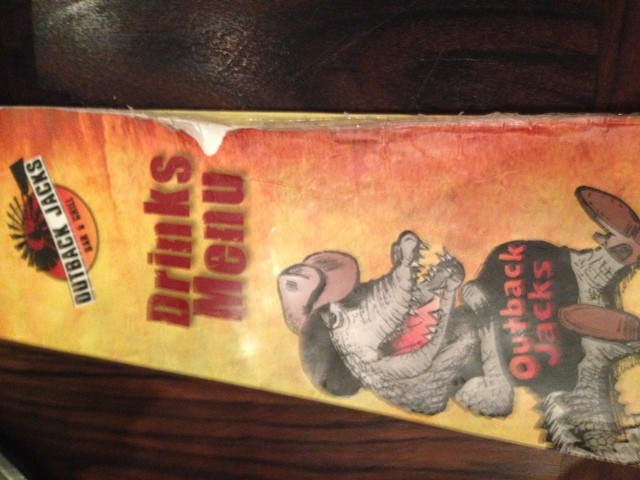 OUTBACK JACKS
BAR & GRILL
Drinks
Menu
Outback
Jacks